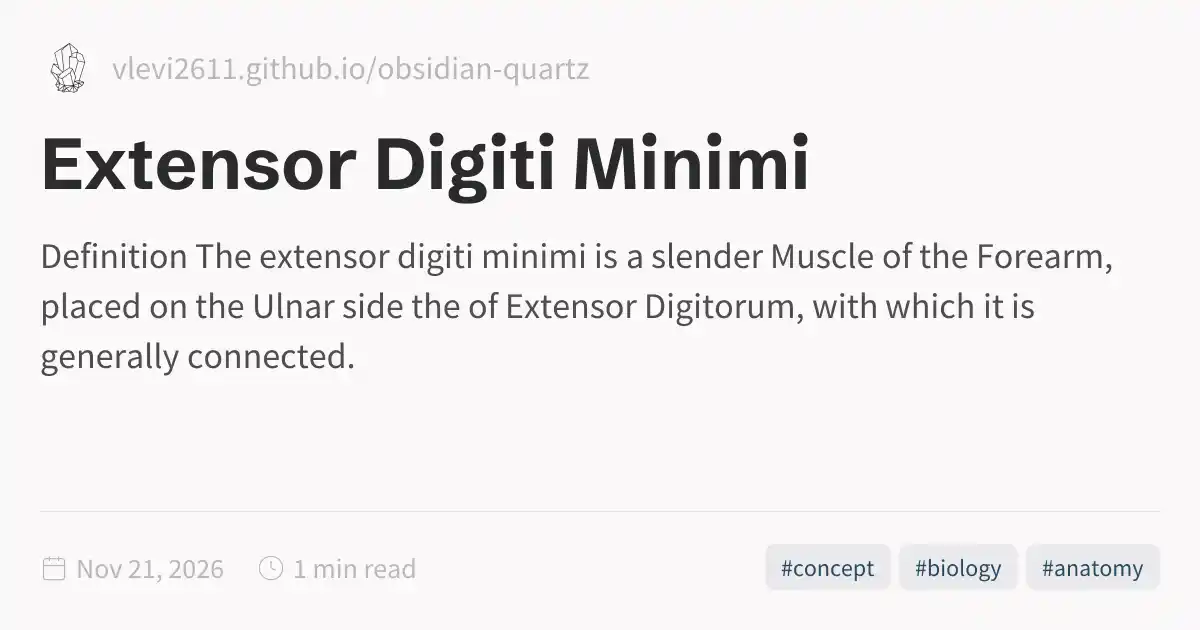 vlevi2611.github.io/obsidian-quartz
Extensor Digiti Minimi
Definition The extensor digiti minimi is a slender Muscle of the Forearm,
placed on the Ulnar side the of Extensor Digitorum, with which it is
generally connected.
Nov 21, 2026 1 min read #concept #biology #anatomy